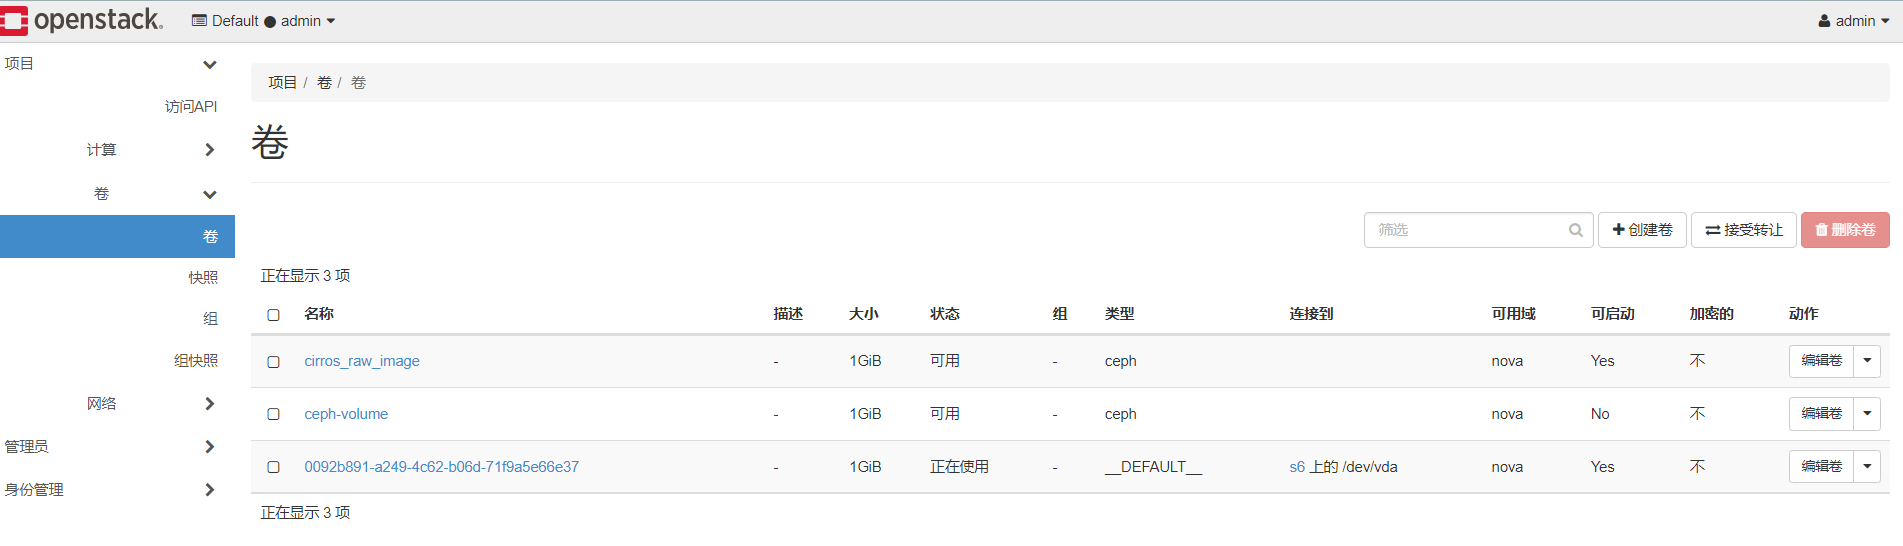 openstack. Default ● admin admin
项目
访问API
计算
卷
卷
快照
组
组快照
网络
管理员
身份管理
项目 / 卷 / 卷
卷
筛选 创建卷 接受转让 删除卷
正在显示 3 项
名称 描述 大小 状态 组 类型 连接到 可用域 可启动 加密的 动作
cirros_raw_image - 1GiB 可用 - ceph nova Yes 不 编辑卷
ceph-volume - 1GiB 可用 - ceph nova No 不 编辑卷
0092b891-a249-4c62-b06d-71f9a5e66e37 - 1GiB 正在使用 - __DEFAULT__ s6 上的 /dev/vda nova Yes 不 编辑卷
正在显示 3 项